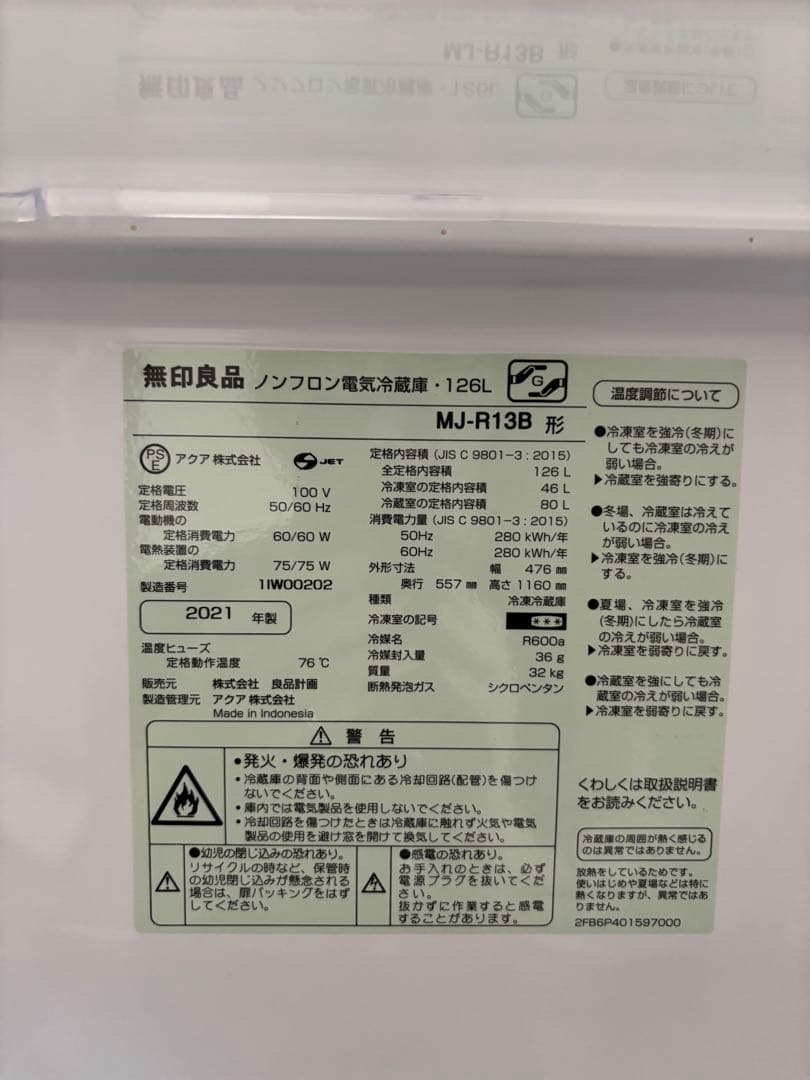 無印良品 ノンフロン電気冷蔵庫・126L
G
MJ-R13B 形
PS
E
アクア 株式会社
JET
定格電圧 100 V
定格周波数 50/60 Hz
電動機の
定格消費電力 60/60 W
電熱装置の
定格消費電力 75/75 W
製造番号 11W00202
2021 年製
温度ヒューズ
定格動作温度 76 ℃
販売元 株式会社 良品計画
製造管理元 アクア 株式会社
Made in Indonesia
定格内容積 (JIS C 9801-3 : 2015)
全定格内容積 126 L
冷凍室の定格内容積 46 L
冷蔵室の定格内容積 80 L
消費電力量 (JIS C 9801-3 : 2015)
50Hz 280 kWh/年
60Hz 280 kWh/年
外形寸法 幅 476 ㎜
奥行 557 ㎜ 高さ 1160 ㎜
種類 冷凍冷蔵庫
冷凍室の記号 ***
冷媒名 R600a
冷媒封入量 36 g
質量 32 kg
断熱発泡ガス シクロペンタン
警 告
●発火・爆発の恐れあり
・冷蔵庫の背面や側面にある冷却回路(配管)を傷つけ
ないでください。
・庫内では電気製品を使用しないでください。
・冷却回路を傷つけたときは冷蔵庫に触れず火気や電気
製品の使用を避け窓を開けて換気してください。
●幼児の閉じ込みの恐れあり。
リサイクルの時など、保管時
の幼児閉じ込みが懸念される
場合は、扉パッキングをはず
してください。
●感電の恐れあり。
お手入れのときは、必ず
電源プラグを抜いてくだ
さい。
抜かずに作業すると感電
することがあります。
温度調節について
●冷凍室を強冷(冬期)に
しても冷凍室の冷えが
弱い場合。
▶冷蔵室を強寄りにする。
●冬場、冷蔵室は冷えて
いるのに冷凍室の冷え
が弱い場合。
▶冷凍室を強冷(冬期)に
する。
●夏場、冷凍室を強冷
(冬期)にしたら冷蔵室
の冷えが弱い場合。
▶冷凍室を弱寄りに戻す。
●冷蔵室を強にしても冷
蔵室の冷えが弱い場合。
▶冷凍室を弱寄りに戻す。
くわしくは取扱説明書
をお読みください。
冷蔵庫の周囲が熱く感じる
のは異常ではありません。
放熱をしているためです。
使いはじめや夏場などは特に
熱くなりますが、異常ではあ
りません。
2FB6P401597000